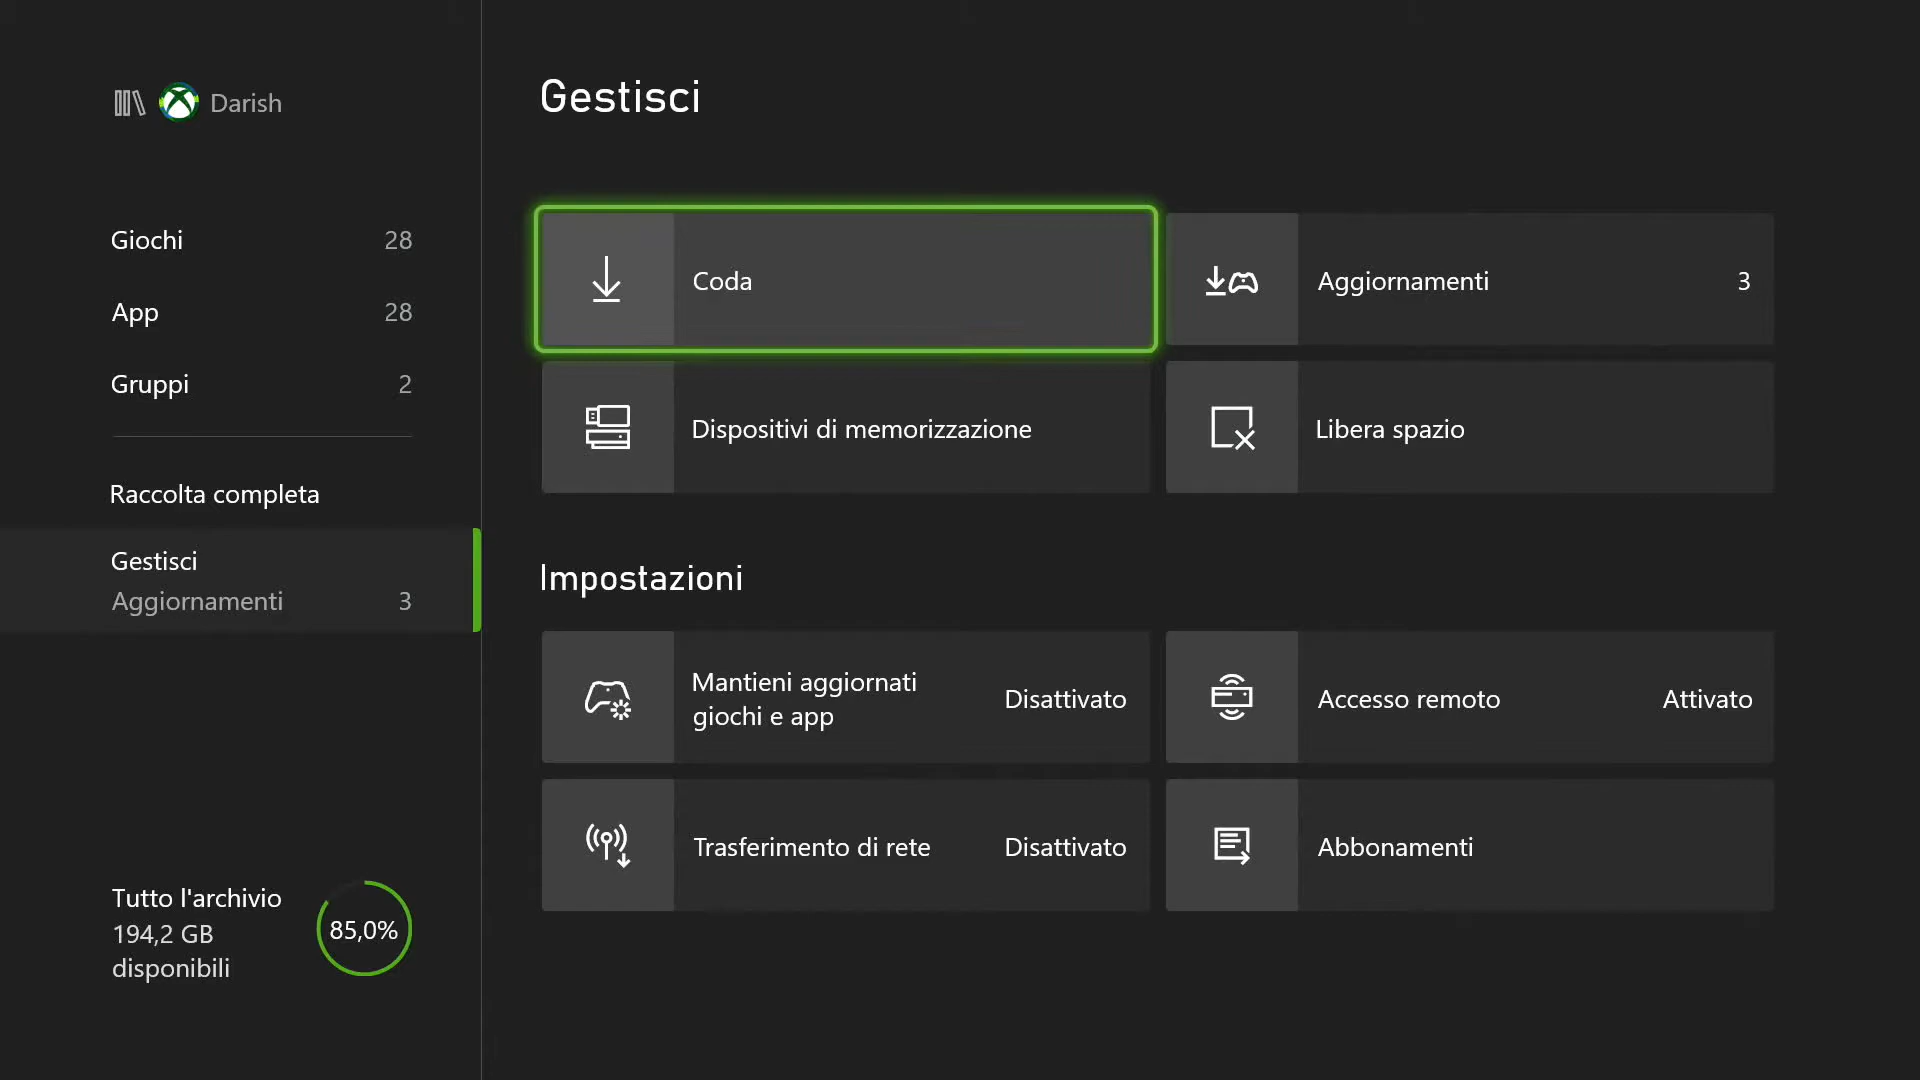 Darish
Giochi 28
App 28
Gruppi 2
Raccolta completa
Gestisci
Aggiornamenti 3
Tutto l'archivio
194,2 GB
disponibili
85,0%
Gestisci
Coda
Aggiornamenti 3
Dispositivi di memorizzazione
Libera spazio
Impostazioni
Mantieni aggiornati
giochi e app
Disattivato
Accesso remoto Attivato
Trasferimento di rete Disattivato
Abbonamenti